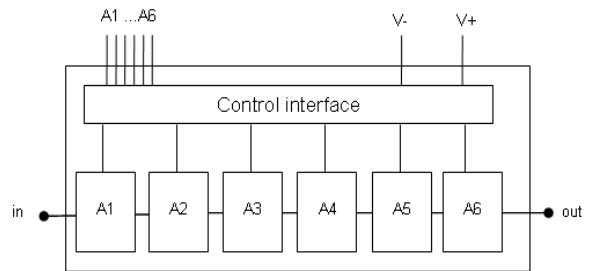 A1 ...A6 V- V+
Control interface
in A1 A2 A3 A4 A5 A6 out